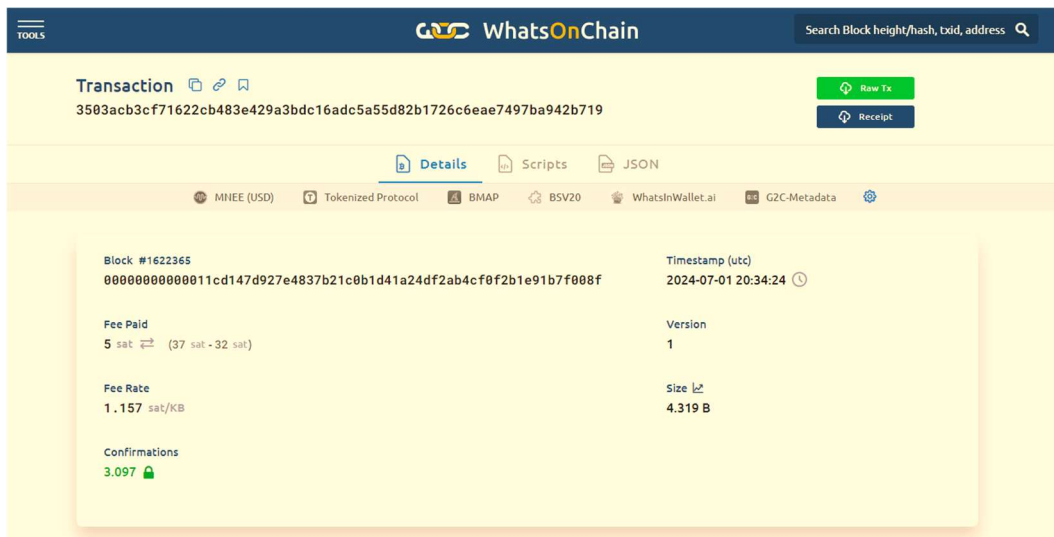 TOOLS
WhatsOnChain
Search Block height/hash, txid, address
Transaction
3503acb3cf71622cb483e429a3bdc16adc5a55d82b1726c6eae7497ba942b719
Raw Tx
Receipt
Details Scripts JSON
MNEE (USD) Tokenized Protocol BMAP BSV20 WhatsInWallet.ai G2C-Metadata
Block #1622365
00000000000011cd147d927e4837b21c0b1d41a24df2ab4cf0f2b1e91b7f008f
Timestamp (utc)
2024-07-01 20:34:24
Fee Paid
5 sat (37 sat - 32 sat)
Version
1
Fee Rate
1.157 sat/KB
Size
4.319 B
Confirmations
3.097